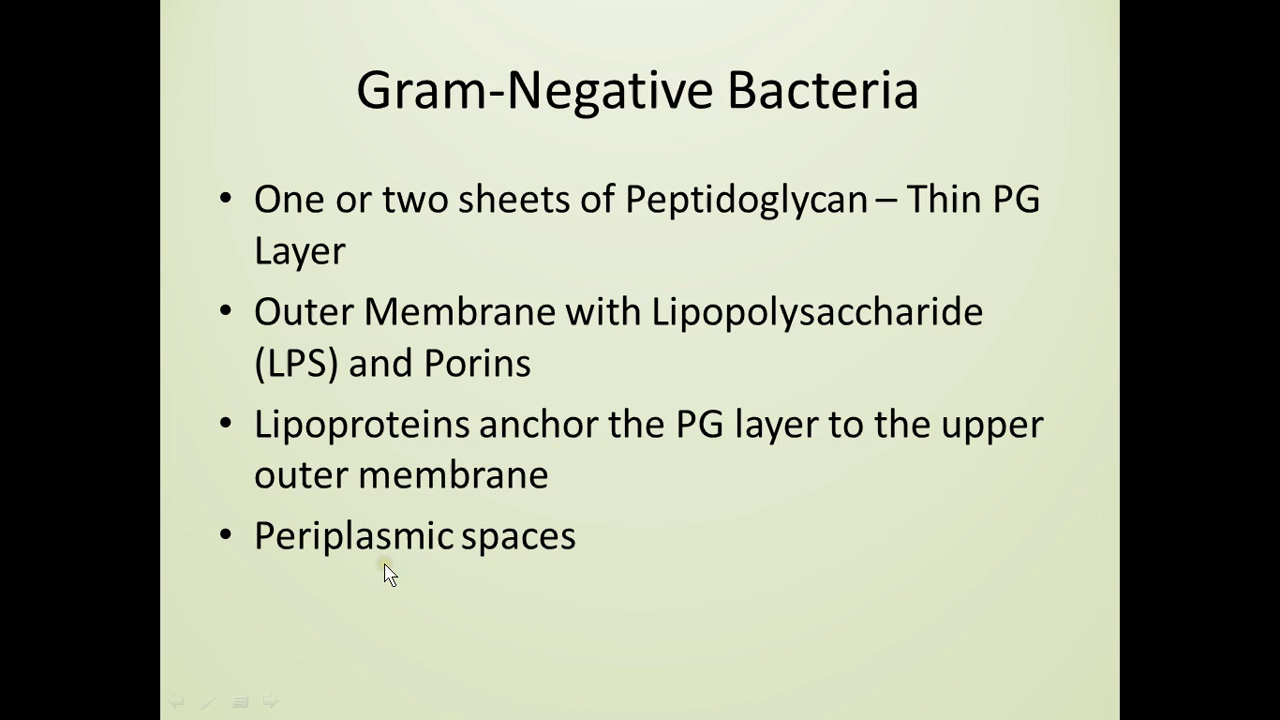 Gram-Negative Bacteria
• One or two sheets of Peptidoglycan – Thin PG
Layer
• Outer Membrane with Lipopolysaccharide
(LPS) and Porins
• Lipoproteins anchor the PG layer to the upper
outer membrane
• Periplasmic spaces